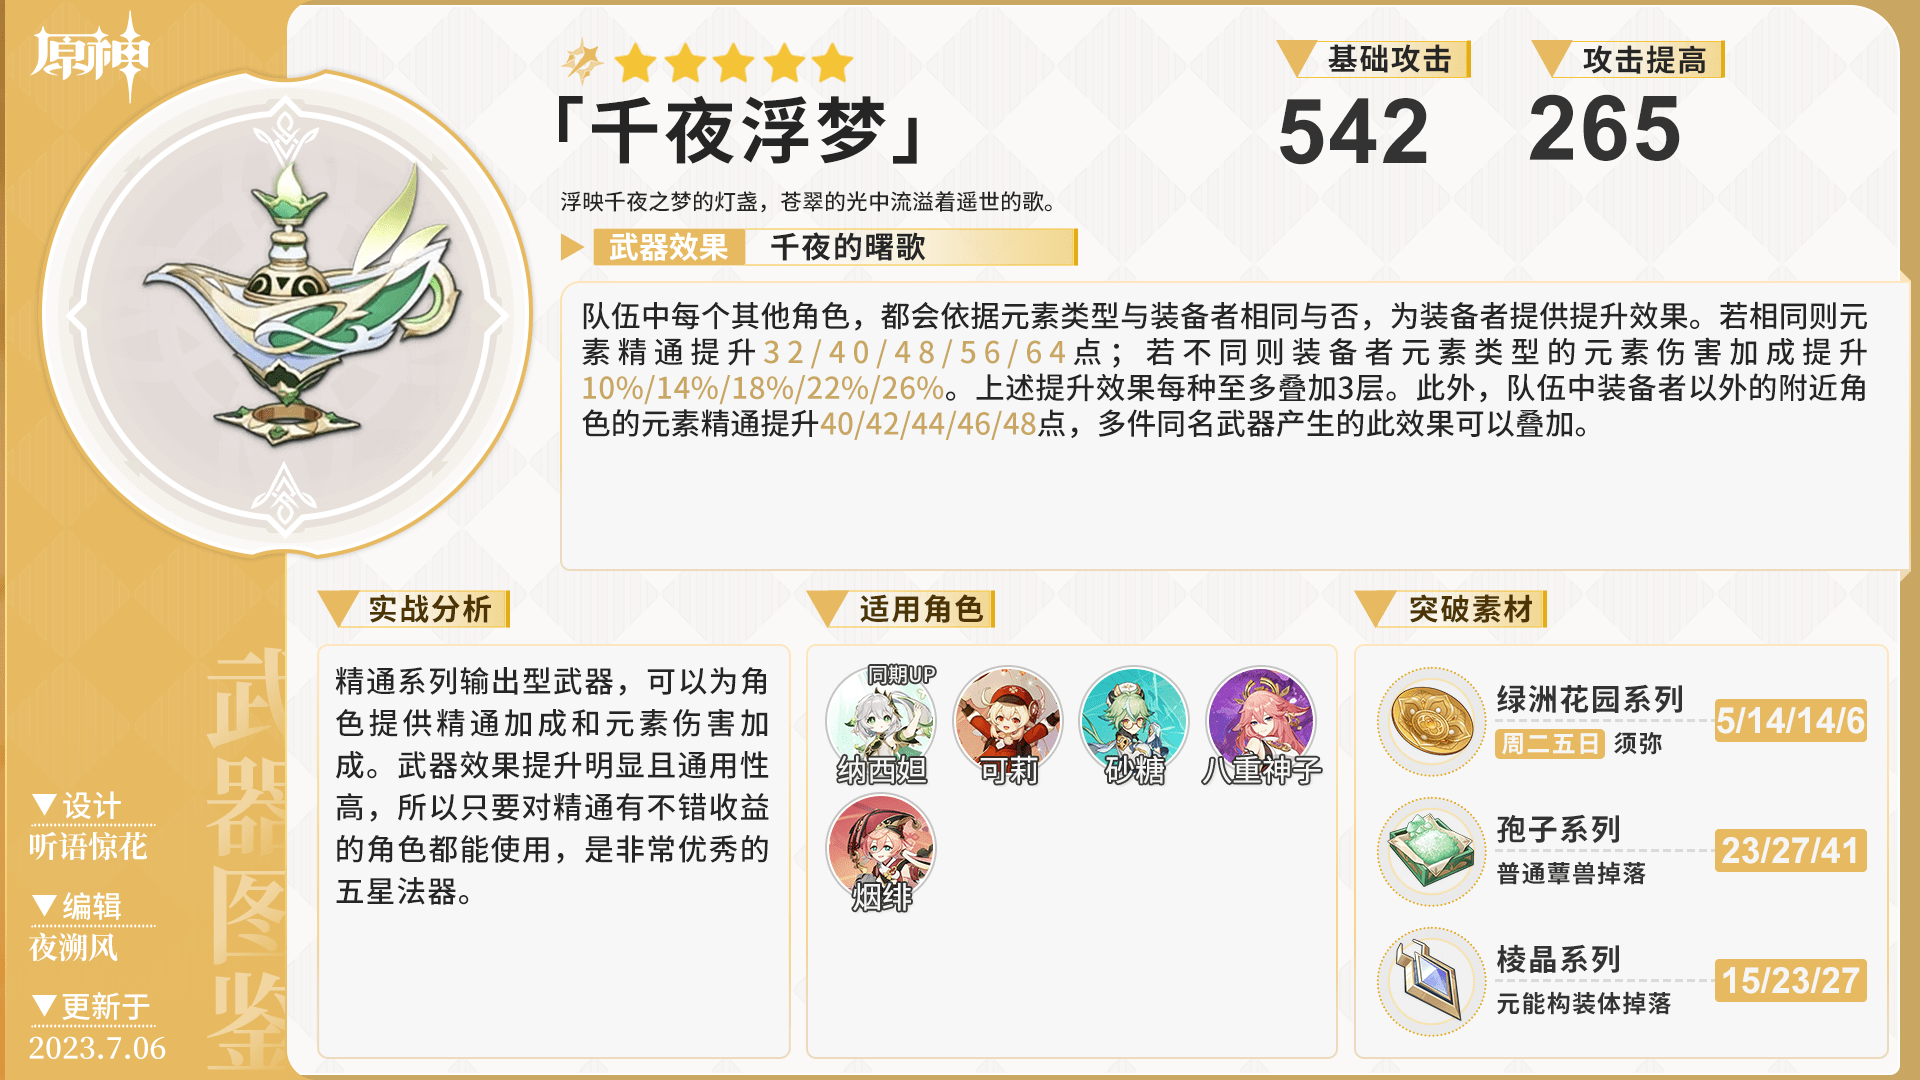 原神
「千夜浮梦」
浮映千夜之梦的灯盏，苍翠的光中流溢着遥世的歌。
基础攻击
542
攻击提高
265
武器效果 千夜的曙歌
队伍中每个其他角色，都会依据元素类型与装备者相同与否，为装备者提供提升效果。若相同则元
素精通提升32/40/48/56/64点；若不同则装备者元素类型的元素伤害加成提升
10%/14%/18%/22%/26%。上述提升效果每种至多叠加3层。此外，队伍中装备者以外的附近角
色的元素精通提升40/42/44/46/48点，多件同名武器产生的此效果可以叠加。
实战分析
精通系列输出型武器，可以为角
色提供精通加成和元素伤害加
成。武器效果提升明显且通用性
高，所以只要对精通有不错收益
的角色都能使用，是非常优秀的
五星法器。
适用角色
同期UP
纳西妲
可莉
砂糖
八重神子
烟绯
突破素材
绿洲花园系列
周二五日 须弥
5/14/14/6
孢子系列
普通蕈兽掉落
23/27/41
棱晶系列
元能构装体掉落
15/23/27
武器图鉴
▼设计
听语惊花
▼编辑
夜溯风
▼更新于
2023.7.06